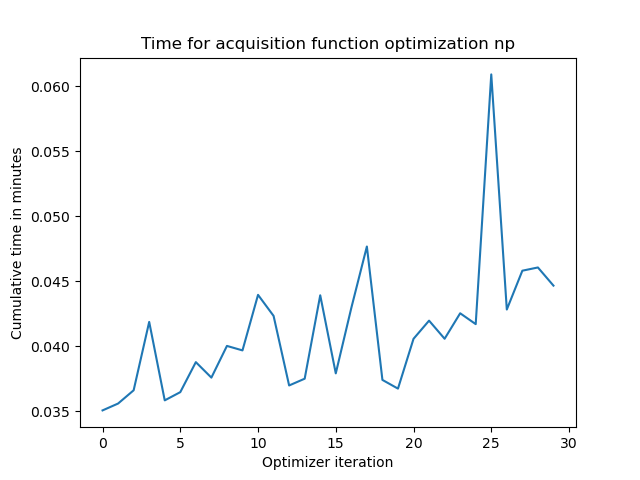 Time for acquisition function optimization np
0.060
0.055
0.050
0.045
0.040
0.035
Cumulative time in minutes
0 5 10 15 20 25 30
Optimizer iteration